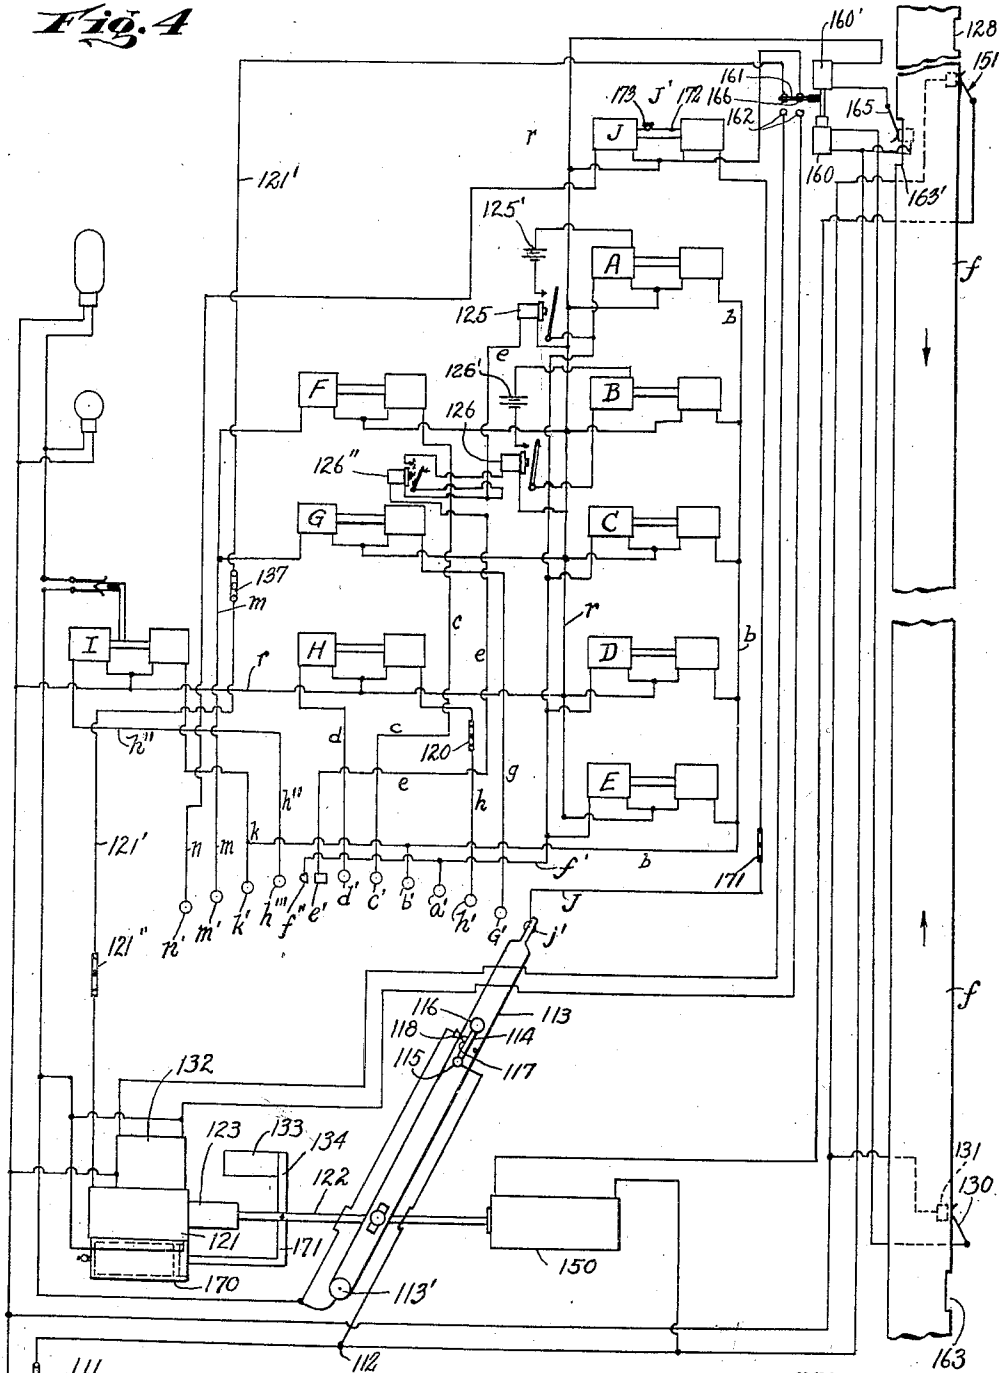 Fig. 4
160' 128
151
161
173 J' 172 166 165
J 162
r 160
121' 163'
125'
A f
125 b
e
126'
F B
126
126"
G C
137
m r
c
I H e D b
r
d c 120
h" e g E
h"
h
121' n m k b
f' 171
J
n' m' k' h''' f" e' d' c' b' a' h' G' j'
121" f
116 113
118 114
115 117
132
133
123 134
131 130
122
121 171
150
170 113'
163
111 112